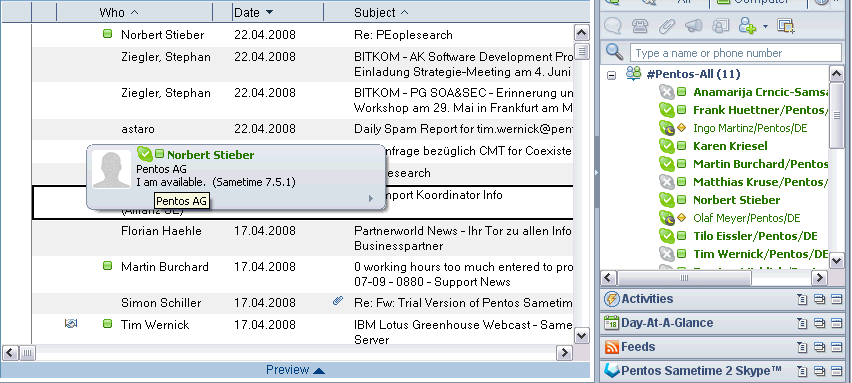 All
Computer
Who
Date
Subject
Norbert Stieber 22.04.2008 Re: PEoplesearch
Ziegler, Stephan 22.04.2008 BITKOM - AK Software Development Pro
Einladung Strategie-Meeting am 4. Juni
Ziegler, Stephan 22.04.2008 BITKOM - PG SOA&SEC - Erinnerung un
Workshop am 29. Mai in Frankfurt am M
astaro 22.04.2008 Daily Spam Report for tim.wernick@pent
nfrage bezüglich CMT for Coexiste
esearch
mport Koordinator Info
Norbert Stieber
Pentos AG
I am available. (Sametime 7.5.1)
Pentos AG
Florian Haehle 17.04.2008 Partnerworld News - Ihr Tor zu allen Infor
Businesspartner
Martin Burchard 17.04.2008 0 working hours too much entered to pro
07-09 - 0880 - Support News
Simon Schiller 17.04.2008 Re: Fw: Trial Version of Pentos Sametim
Tim Wernick 17.04.2008 IBM Lotus Greenhouse Webcast - Same
Server
Preview
Type a name or phone number
#Pentos-All (11)
Anamarija Crncic-Samsa
Frank Huettner/Pentos/
Ingo Martinz/Pentos/DE
Karen Kriesel
Martin Burchard/Pentos/
Matthias Kruse/Pentos/
Norbert Stieber
Olaf Meyer/Pentos/DE
Tilo Eissler/Pentos/DE
Tim Wernick/Pentos/DE
Activities
Day-At-A-Glance
Feeds
Pentos Sametime 2 Skype™